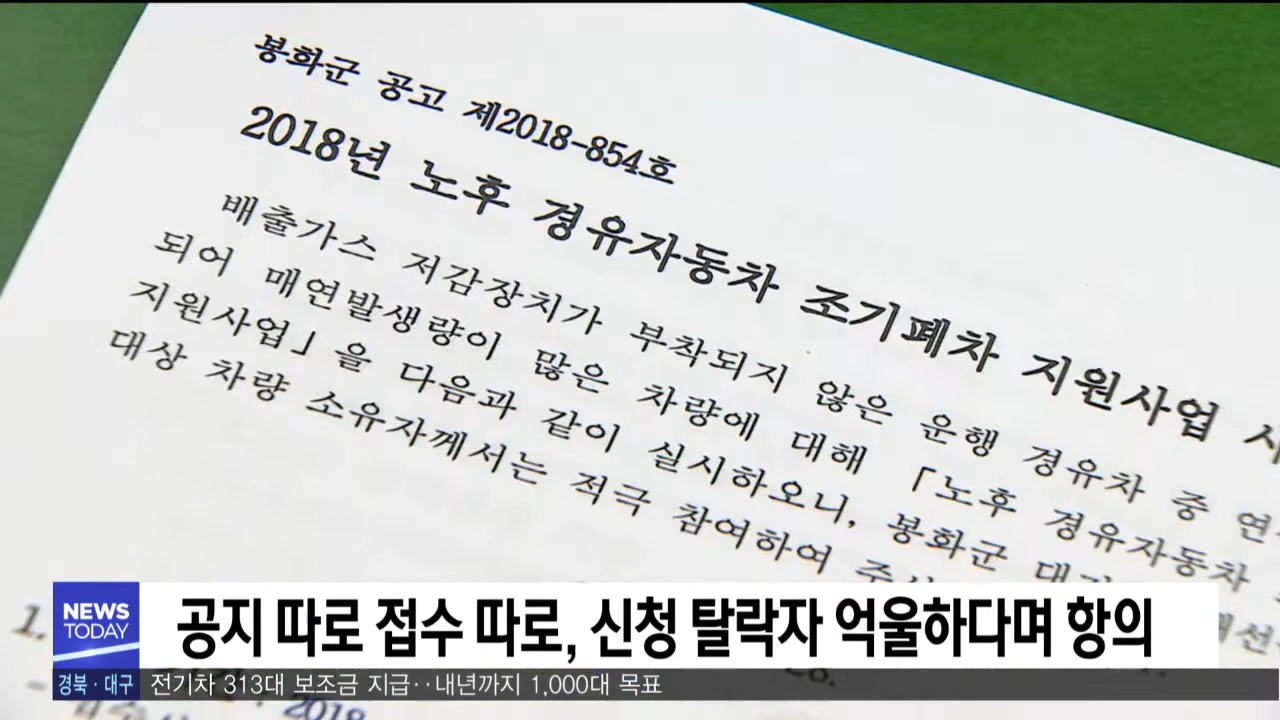 봉화군 공고 제2018-854호
2018년 노후 경유자동차 조기폐차 지원사업
배출가스 저감장치가 부착되지 않은 운행 경유차 중
되어 매연발생량이 많은 차량에 대해 「노후 경유자동차
지원사업」을 다음과 같이 실시하오니, 봉화군
대상 차량 소유자께서는 적극 참여하여
1.
2018
NEWS
TODAY
공지 따로 접수 따로, 신청 탈락자 억울하다며 항의
경북·대구 전기차 313대 보조금 지급··내년까지 1,000대 목표